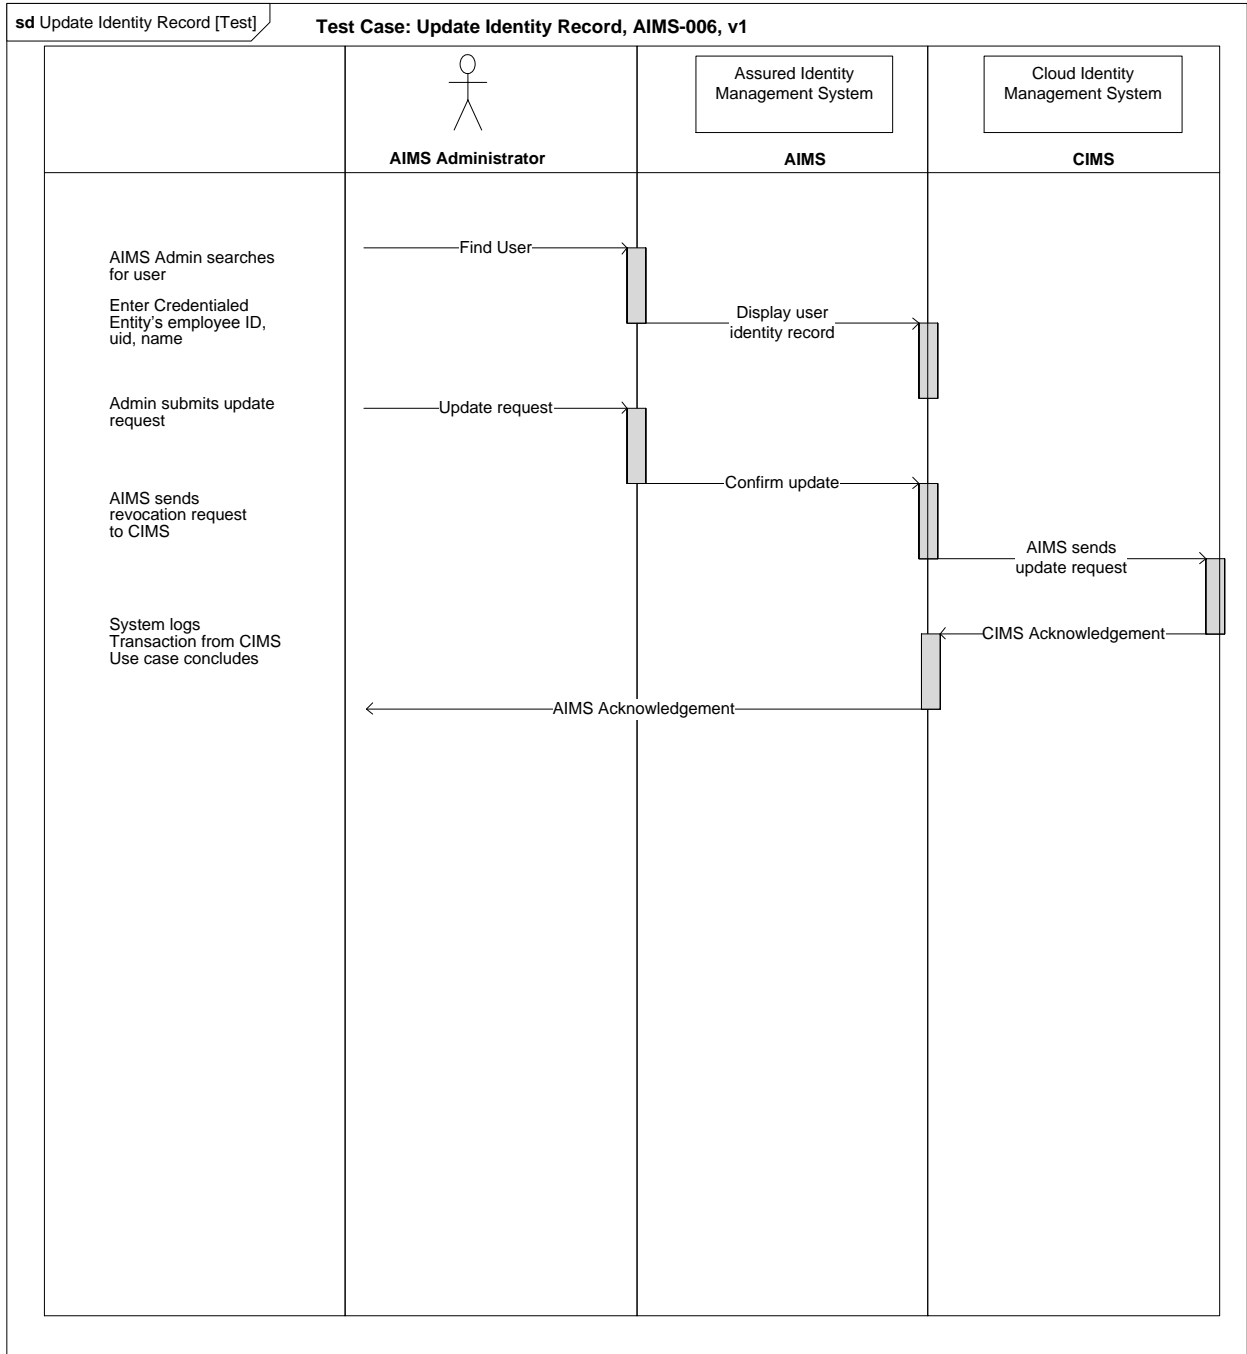 sd Update Identity Record [Test]
Test Case: Update Identity Record, AIMS-006, v1
Assured Identity
Management System
Cloud Identity
Management System
AIMS Administrator
AIMS
CIMS
AIMS Admin searches
for user
Find User
Enter Credentialed
Entity's employee ID,
uid, name
Display user
identity record
Admin submits update
request
Update request
Confirm update
AIMS sends
revocation request
to CIMS
AIMS sends
update request
System logs
Transaction from CIMS
Use case concludes
CIMS Acknowledgement
AIMS Acknowledgement